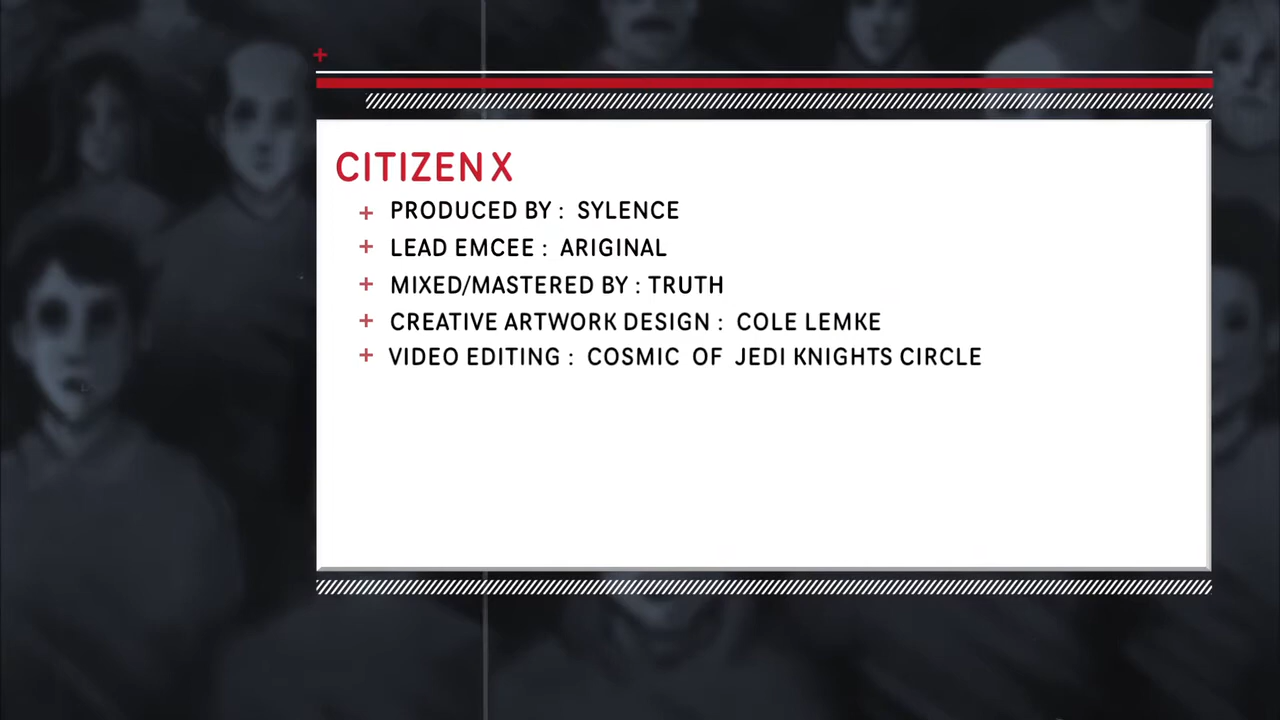 CITIZEN X
+ PRODUCED BY : SYLENCE
+ LEAD EMCEE : ARIGINAL
+ MIXED/MASTERED BY : TRUTH
+ CREATIVE ARTWORK DESIGN : COLE LEMKE
+ VIDEO EDITING : COSMIC OF JEDI KNIGHTS CIRCLE